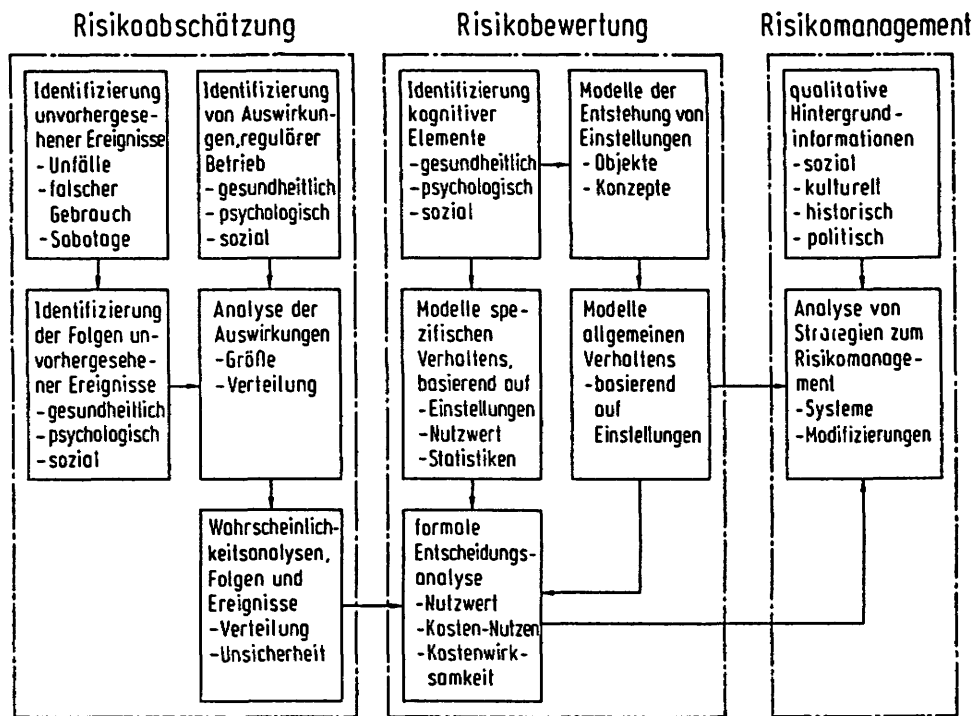 Risikoabschätzung
Risikobewertung
Risikomanagement
Identifizierung
unvorhergese-
hener Ereignisse
- Unfälle
- falscher
Gebrauch
- Sabotage
Identifizierung
von Auswirkun-
gen,regulärer
Betrieb
- gesundheitlich
- psychologisch
- sozial
Identifizierung
der Folgen un-
vorhergesehe-
ner Ereignisse
- gesundheitlich
- psychologisch
- sozial
Analyse der
Auswirkungen
- Größe
- Verteilung
Wahrscheinlich-
keitsanalysen,
Folgen und
Ereignisse
- Verteilung
- Unsicherheit
Identifizierung
kognitiver
Elemente
- gesundheitlich
- psychologisch
- sozial
Modelle der
Entstehung von
Einstellungen
- Objekte
- Konzepte
Modelle spe-
zifischen
Verhaltens,
basierend auf
- Einstellungen
- Nutzwert
- Statistiken
Modelle
allgemeinen
Verhaltens
- basierend
auf
Einstellungen
formale
Entscheidungs-
analyse
- Nutzwert
- Kosten-Nutzen
- Kostenwirk-
samkeit
qualitative
Hintergrund-
informationen
- sozial
- kulturell
- historisch
- politisch
Analyse von
Strategien zum
Risikomanage-
ment
- Systeme
- Modifizierungen